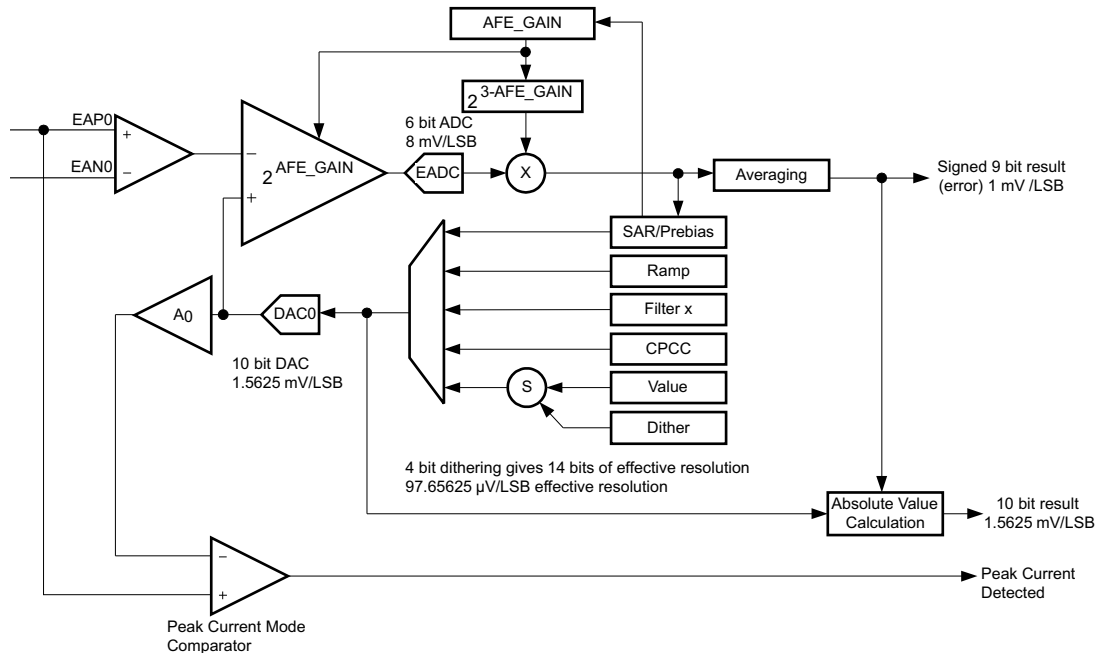 AFE_GAIN
2 3-AFE_GAIN
EAP0
+
EAN0
−
−
2 AFE_GAIN
+
6 bit ADC
8 mV/LSB
EADC
X
Averaging
Signed 9 bit result
(error) 1 mV /LSB
SAR/Prebias
Ramp
Filter x
CPCC
Value
Dither
S
A0
DAC0
10 bit DAC
1.5625 mV/LSB
4 bit dithering gives 14 bits of effective resolution
97.65625 µV/LSB effective resolution
Absolute Value
Calculation
10 bit result
1.5625 mV/LSB
−
+
Peak Current
Detected
Peak Current Mode
Comparator